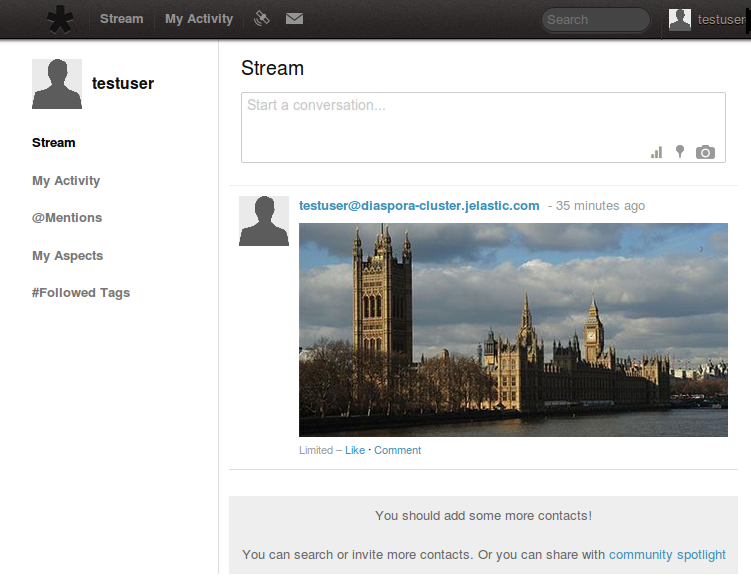 Stream My Activity Search testuser
testuser
Stream
My Activity
@Mentions
My Aspects
#Followed Tags
Stream
Start a conversation...
testuser@diaspora-cluster.jelastic.com - 35 minutes ago
Limited – Like · Comment
You should add some more contacts!
You can search or invite more contacts. Or you can share with community spotlight